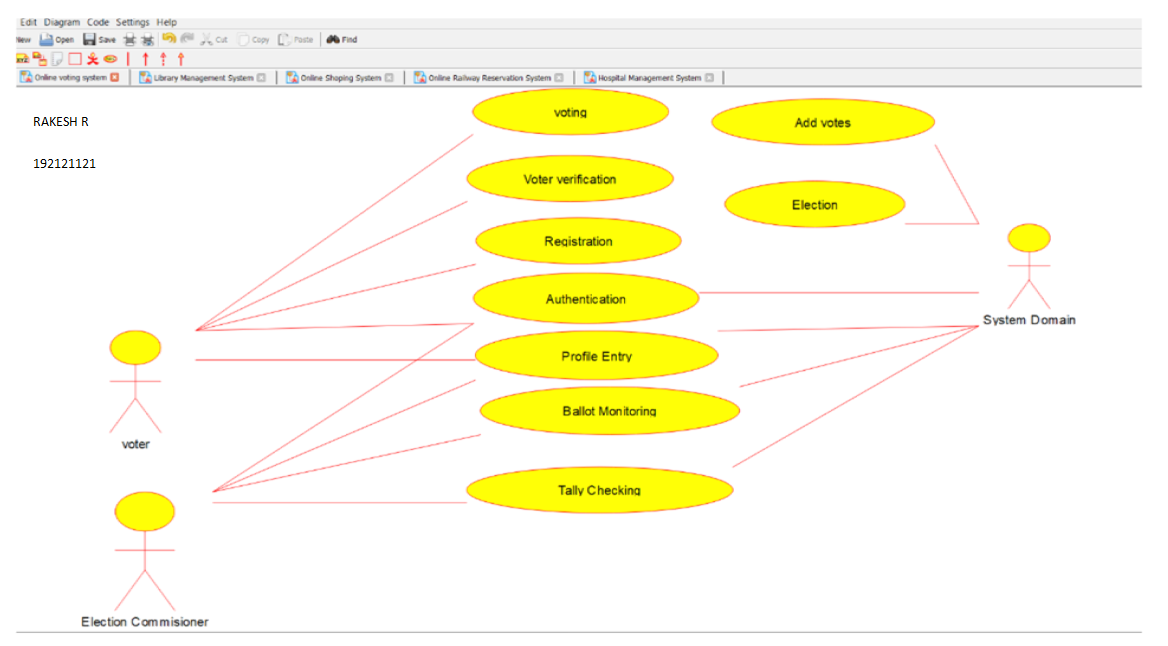 Edit Diagram Code Settings Help
New Open Save Cut Copy Paste Find
xyz
Online voting system Library Management System Online Shoping System Online Railway Reservation System Hospital Management System
RAKESH R
192121121
voting
Add votes
Voter verification
Election
Registration
Authentication
System Domain
Profile Entry
Ballot Monitoring
voter
Tally Checking
Election Commisioner